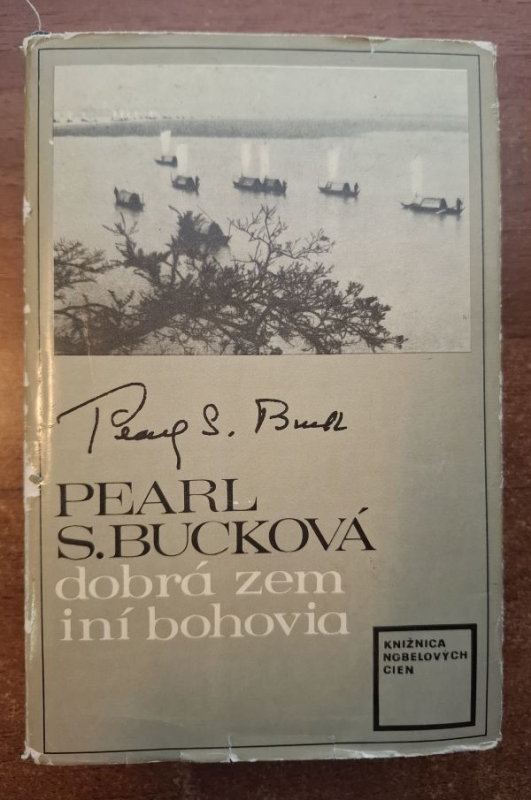 Pearl S. Buck
PEARL
S.BUCKOVÁ
dobrá zem
iní bohovia
KNIŽNICA
NOBELOVÝCH
CIEN